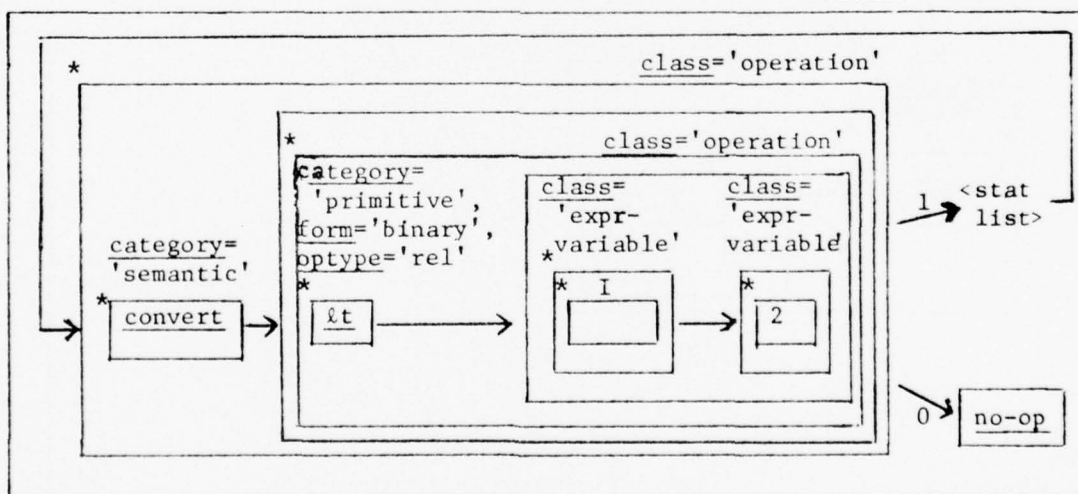 *
class='operation'
*
class='operation'
category=
'primitive',
form='binary',
optype='rel'
class=
'expr-
variable'
class=
'expr-
variable'
1
<stat
list>
category=
'semantic'
*
*
convert
*
ℓt
*
I
*
2
0
no-op